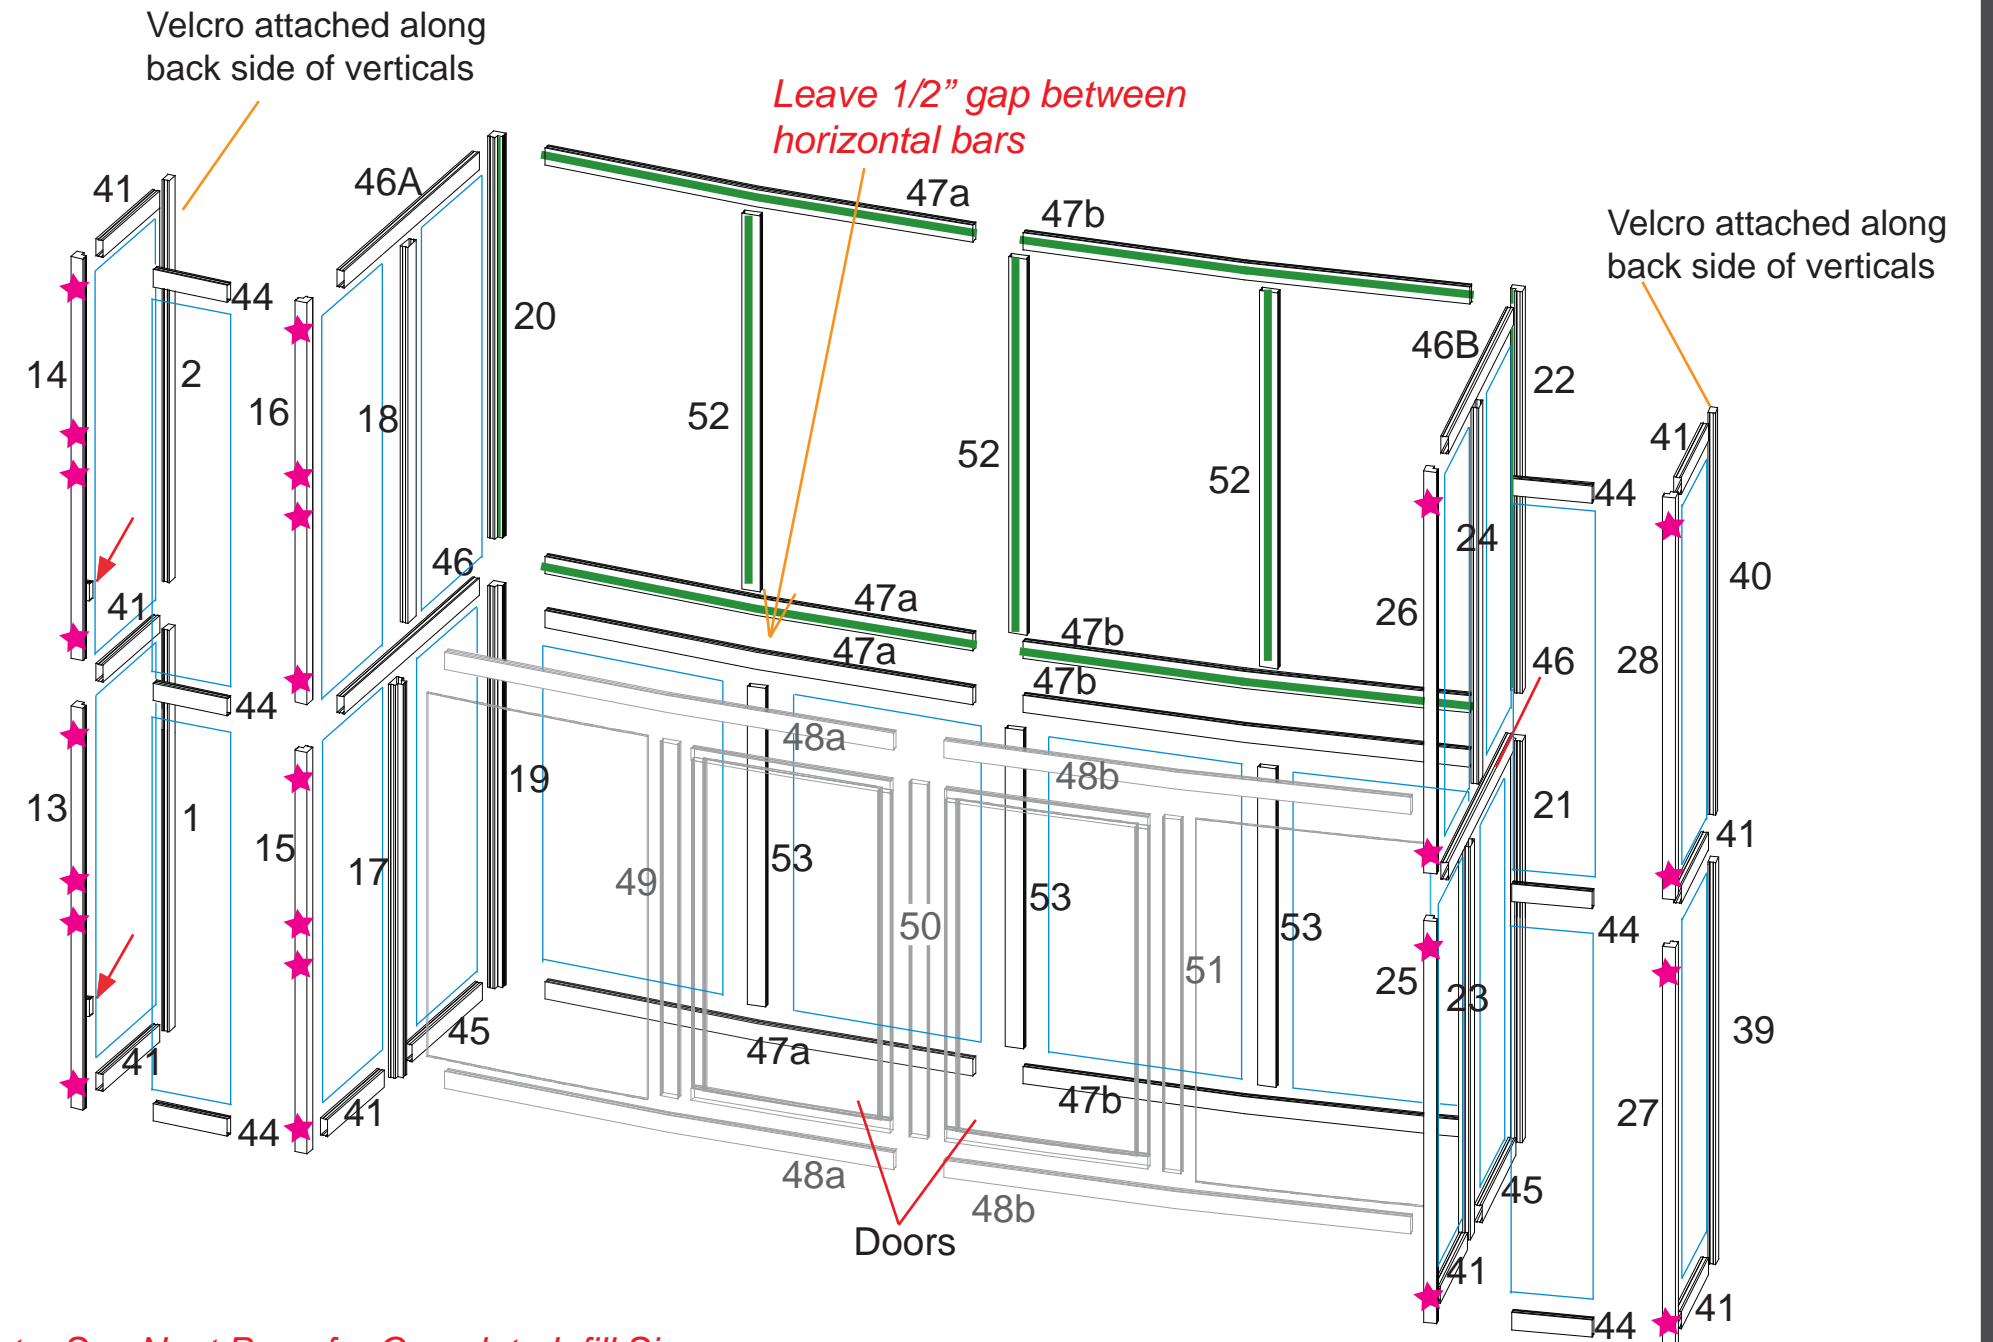 Velcro attached along
back side of verticals
Leave 1/2” gap between
horizontal bars
41
46A
47a
47b
Velcro attached along
back side of verticals
44
20
14
2
16
18
52
52
52
46B
22
41
44
24
40
26
46
41
47a
47a
47b
47b
46
28
44
48a
48b
19
13
1
15
17
49
53
50
53
53
51
21
41
44
25
23
39
45
41
47a
47b
27
44
41
48a
48b
45
Doors
41
41
44